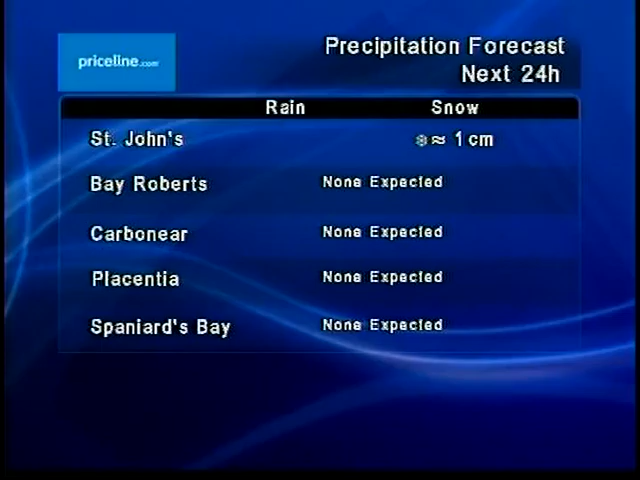 priceline.com
Precipitation Forecast
Next 24h
Rain Snow
St. John's ≈ 1 cm
Bay Roberts None Expected
Carbonear None Expected
Placentia None Expected
Spaniard's Bay None Expected